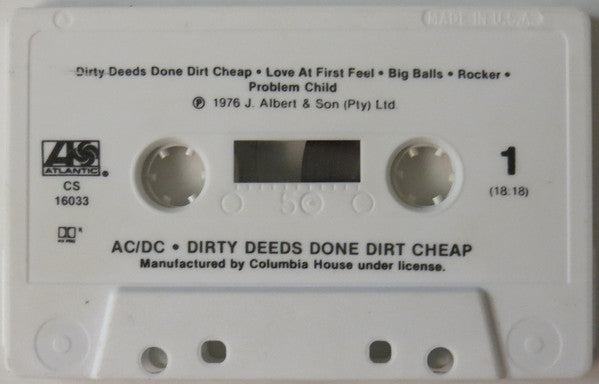 MADE IN U.S.A.
Dirty Deeds Done Dirt Cheap • Love At First Feel • Big Balls • Rocker •
Problem Child
℗ 1976 J. Albert & Son (Pty) Ltd
ATLANTIC
CS
16033
1
(18:18)
50
AC/DC • DIRTY DEEDS DONE DIRT CHEAP
Manufactured by Columbia House under license.